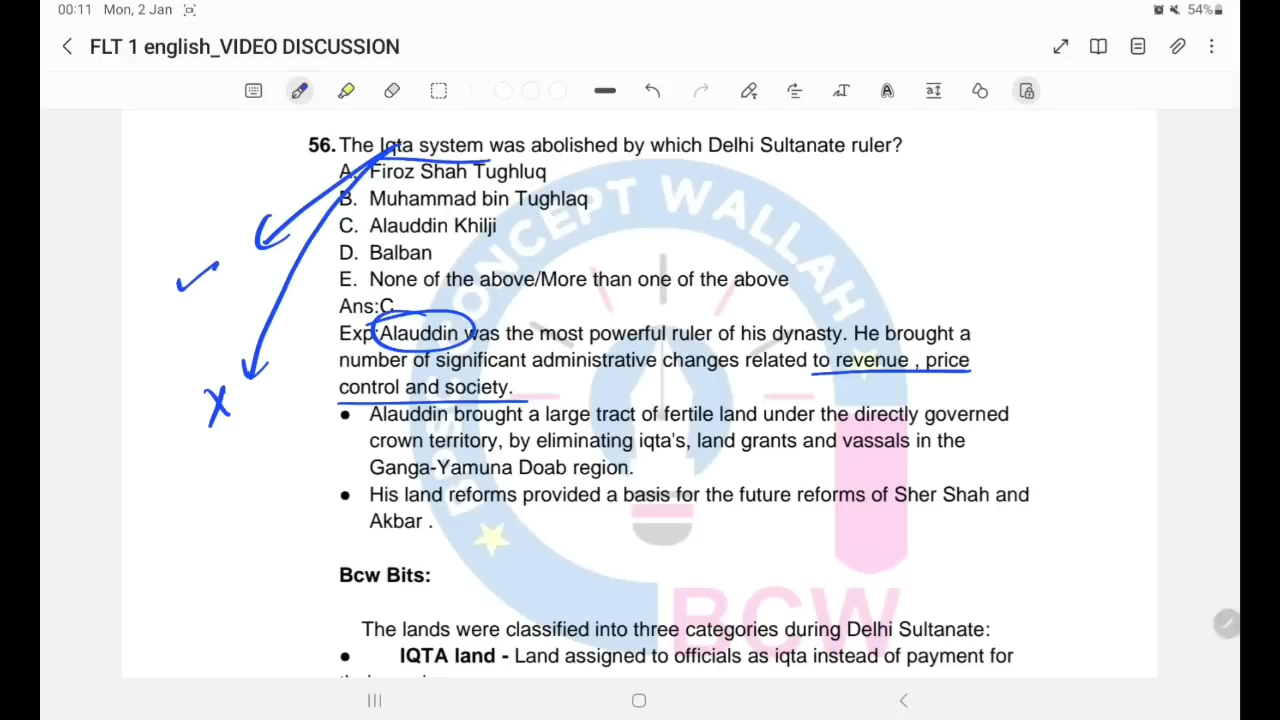 00:11 Mon, 2 Jan
54%
FLT 1 english_VIDEO DISCUSSION
56. The Iqta system was abolished by which Delhi Sultanate ruler?
A. Firoz Shah Tughluq
B. Muhammad bin Tughlaq
C. Alauddin Khilji
D. Balban
E. None of the above/More than one of the above
Ans:C
Exp:Alauddin was the most powerful ruler of his dynasty. He brought a
number of significant administrative changes related to revenue , price
control and society.
● Alauddin brought a large tract of fertile land under the directly governed
crown territory, by eliminating iqta's, land grants and vassals in the
Ganga-Yamuna Doab region.
● His land reforms provided a basis for the future reforms of Sher Shah and
Akbar .
Bcw Bits:
The lands were classified into three categories during Delhi Sultanate:
● IQTA land - Land assigned to officials as iqta instead of payment for
BPSC CONCEPT WALLAH
BCW